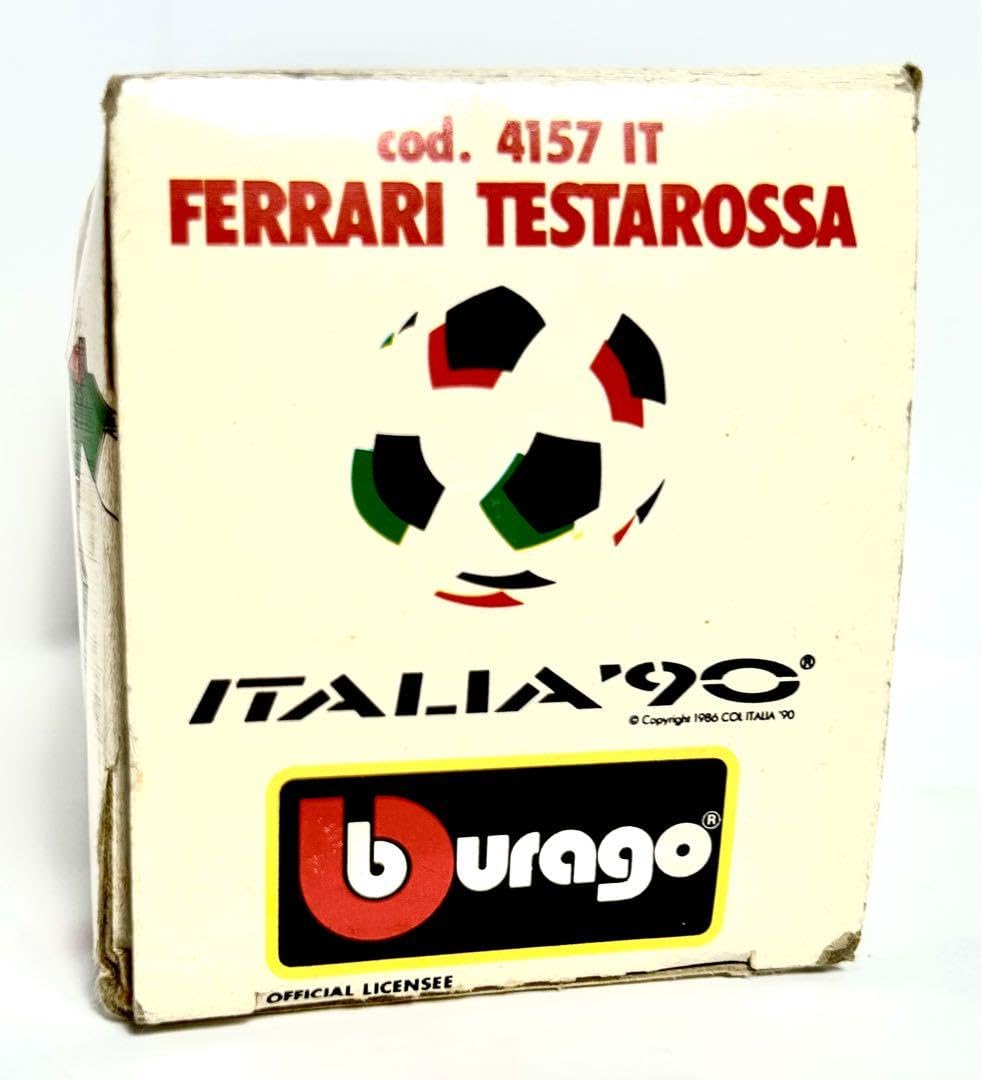 cod. 4157 IT
FERRARI TESTAROSSA
ITALIA '90®
© Copyright 1986 COL ITALIA '90
burago®
OFFICIAL LICENSEE